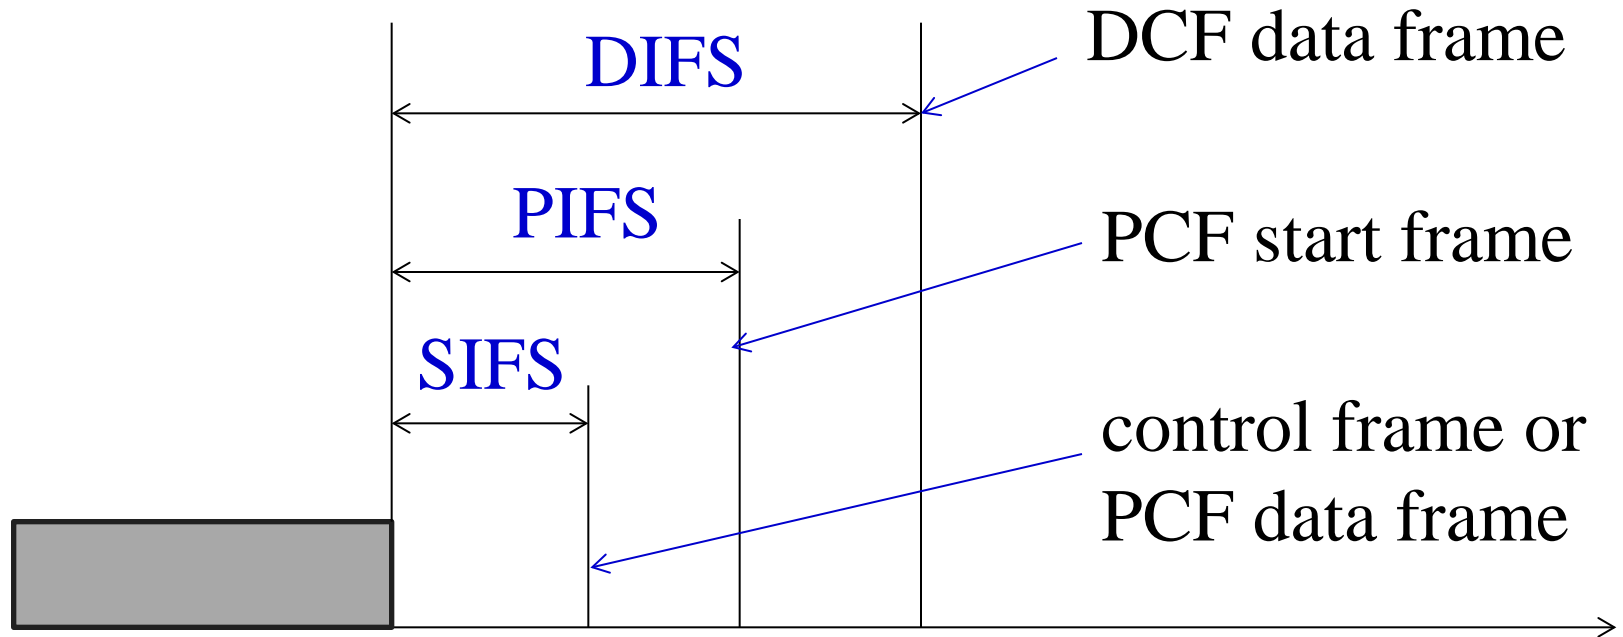 DIFS
DCF data frame
PIFS
PCF start frame
SIFS
control frame or
PCF data frame